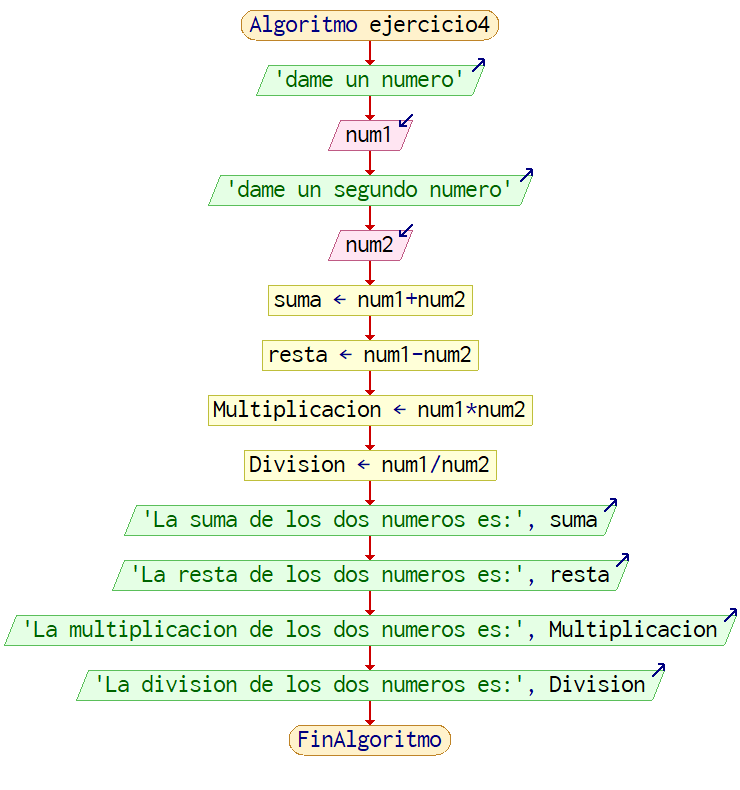 Algoritmo ejercicio4
'dame un numero'
num1
'dame un segundo numero'
num2
suma ← num1+num2
resta ← num1-num2
Multiplicacion ← num1*num2
Division ← num1/num2
'La suma de los dos numeros es:', suma
'La resta de los dos numeros es:', resta
'La multiplicacion de los dos numeros es:', Multiplicacion
'La division de los dos numeros es:', Division
FinAlgoritmo